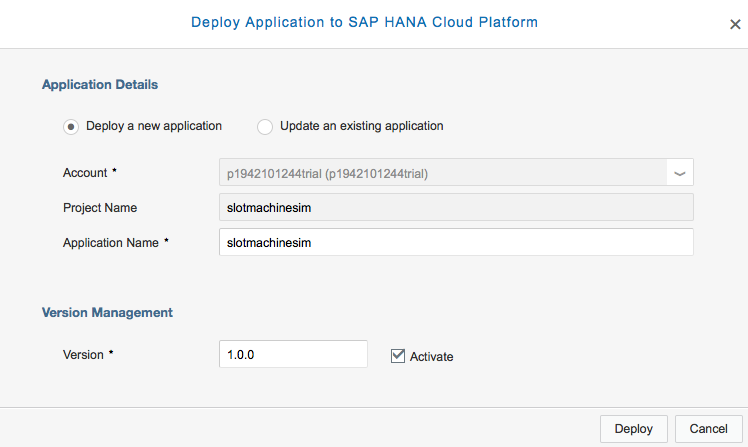 Deploy Application to SAP HANA Cloud Platform
Application Details
Deploy a new application Update an existing application
Account * p1942101244trial (p1942101244trial)
Project Name slotmachinesim
Application Name * slotmachinesim
Version Management
Version * 1.0.0 Activate
Deploy Cancel